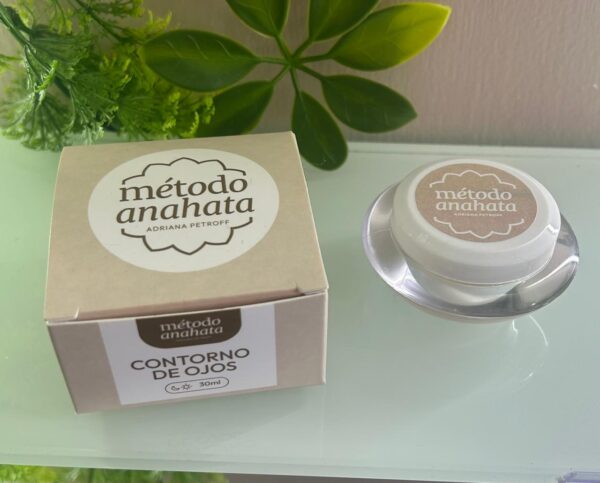 método
anahata
ADRIANA PETROFF
método
anahata
CONTORNO
DE OJOS
30ml
método
anahata
ADRIANA PETROFF